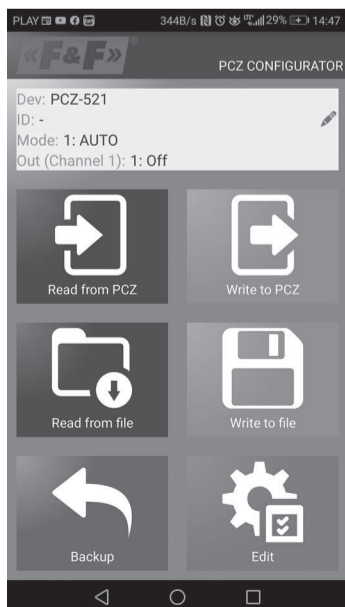 PLAY 344B/s 29% 14:47
«F&F»®
PCZ CONFIGURATOR
Dev: PCZ-521
ID: -
Mode: 1: AUTO
Out (Channel 1): 1: Off
Read from PCZ
Write to PCZ
Read from file
Write to file
Backup
Edit